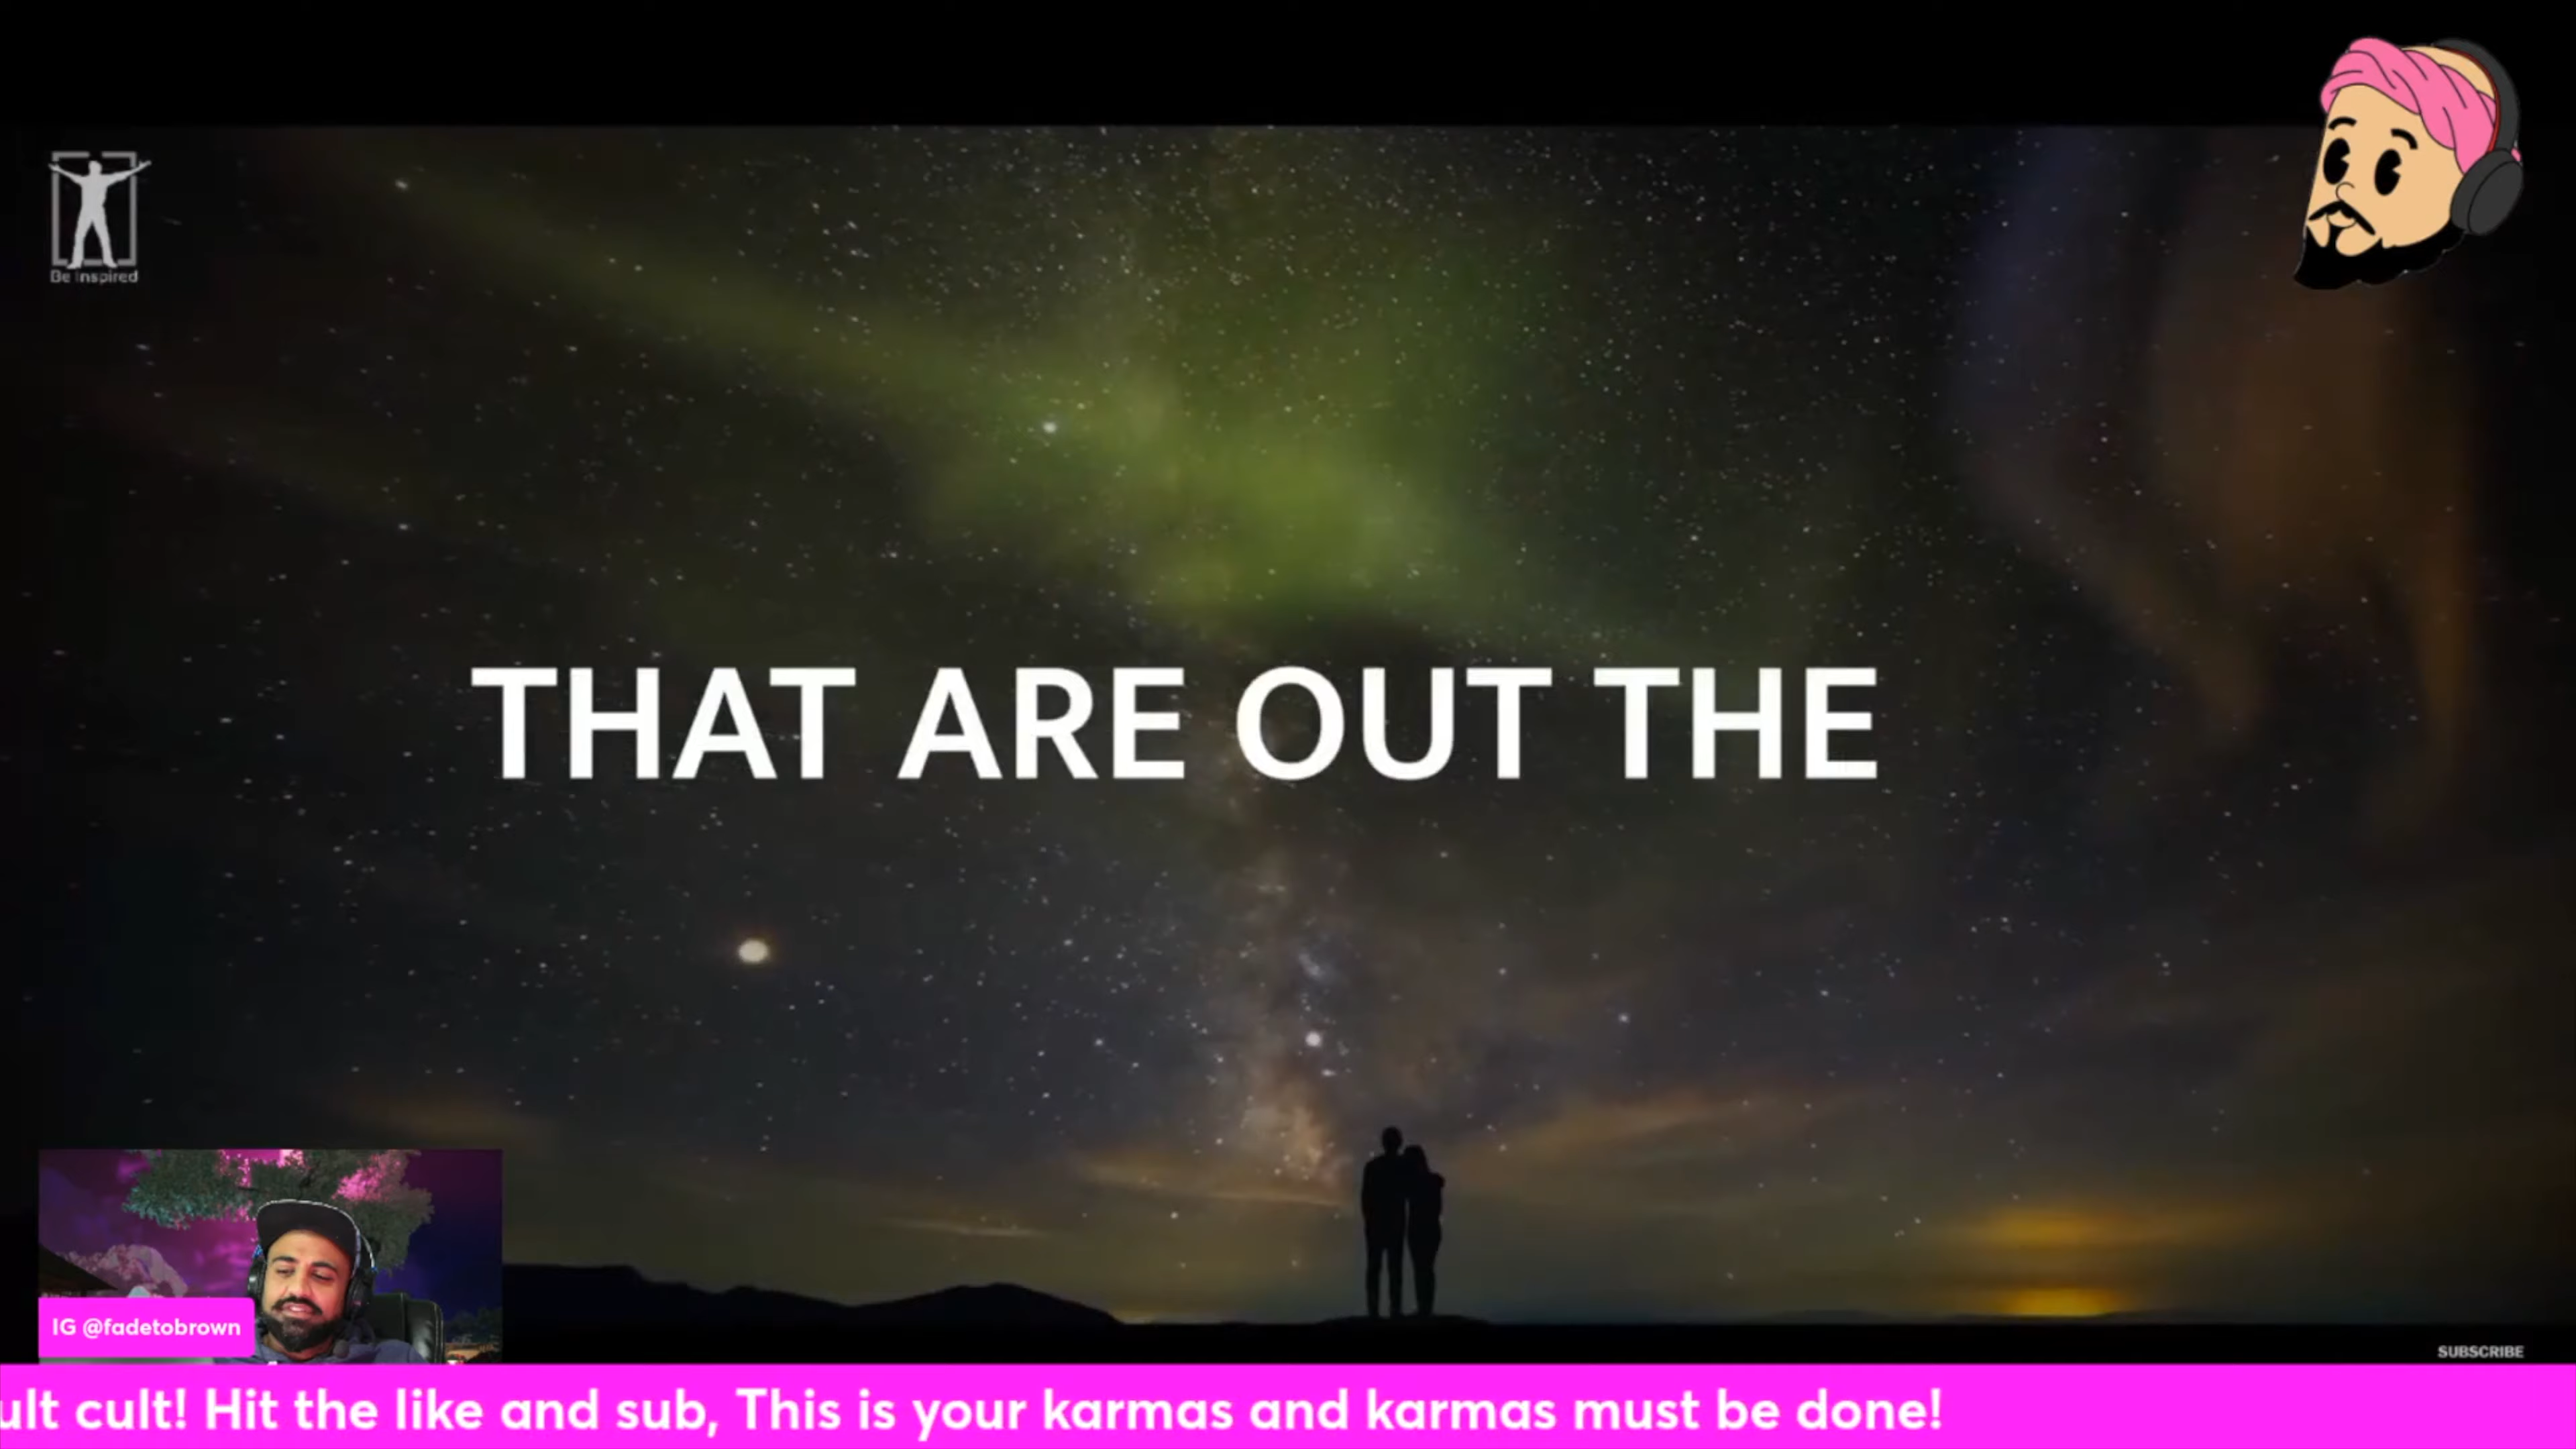 Be Inspired
THAT ARE OUT THE
IG @fadetobrown
SUBSCRIBE
ult cult! Hit the like and sub, This is your karmas and karmas must be done!